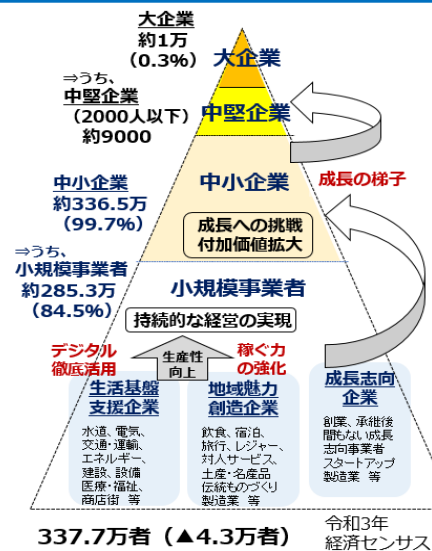 大企業
約1万
(0.3%)
⇒うち、
中堅企業
（2000人以下）
約9000
中小企業
約336.5万
（99.7%）
⇒うち、
小規模事業者
約285.3万
（84.5%）
大企業
中堅企業
中小企業
成長への挑戦
付加価値拡大
成長の梯子
小規模事業者
持続的な経営の実現
デジタル
徹底活用
生産性
向上
稼ぐ力
の強化
生活基盤
支援企業
水道、電気、
交通・運輸、
エネルギー、
建設、設備
医療・福祉、
商店街 等
地域魅力
創造企業
飲食、宿泊、
旅行、レジャー、
対人サービス、
土産・名産品
伝統ものづくり
製造業 等
成長志向
企業
創業、承継後
間もない成長
志向事業者
スタートアップ
製造業 等
337.7万者（▲4.3万者）
令和3年
経済センサス